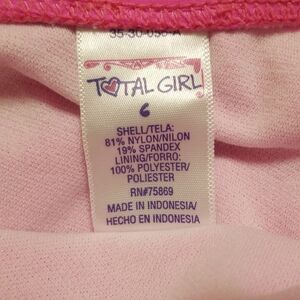 35-30-050-A
TOTAL GIRL
6
SHELL/TELA:
81% NYLON/NILON
19% SPANDEX
LINING/FORRO:
100% POLYESTER/
POLIESTER
RN#75869
MADE IN INDONESIA/
HECHO EN INDONESIA